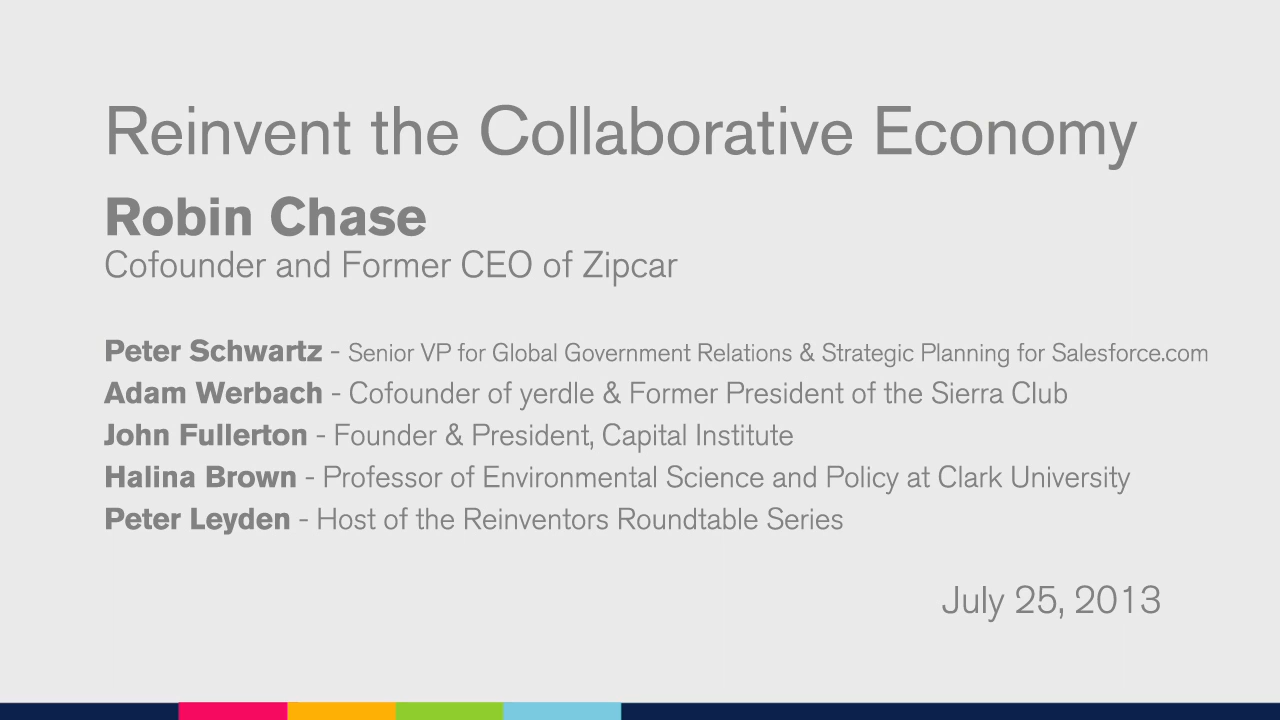 Reinvent the Collaborative Economy
Robin Chase
Cofounder and Former CEO of Zipcar
Peter Schwartz - Senior VP for Global Government Relations & Strategic Planning for Salesforce.com
Adam Werbach - Cofounder of yerdle & Former President of the Sierra Club
John Fullerton - Founder & President, Capital Institute
Halina Brown - Professor of Environmental Science and Policy at Clark University
Peter Leyden - Host of the Reinventors Roundtable Series
July 25, 2013